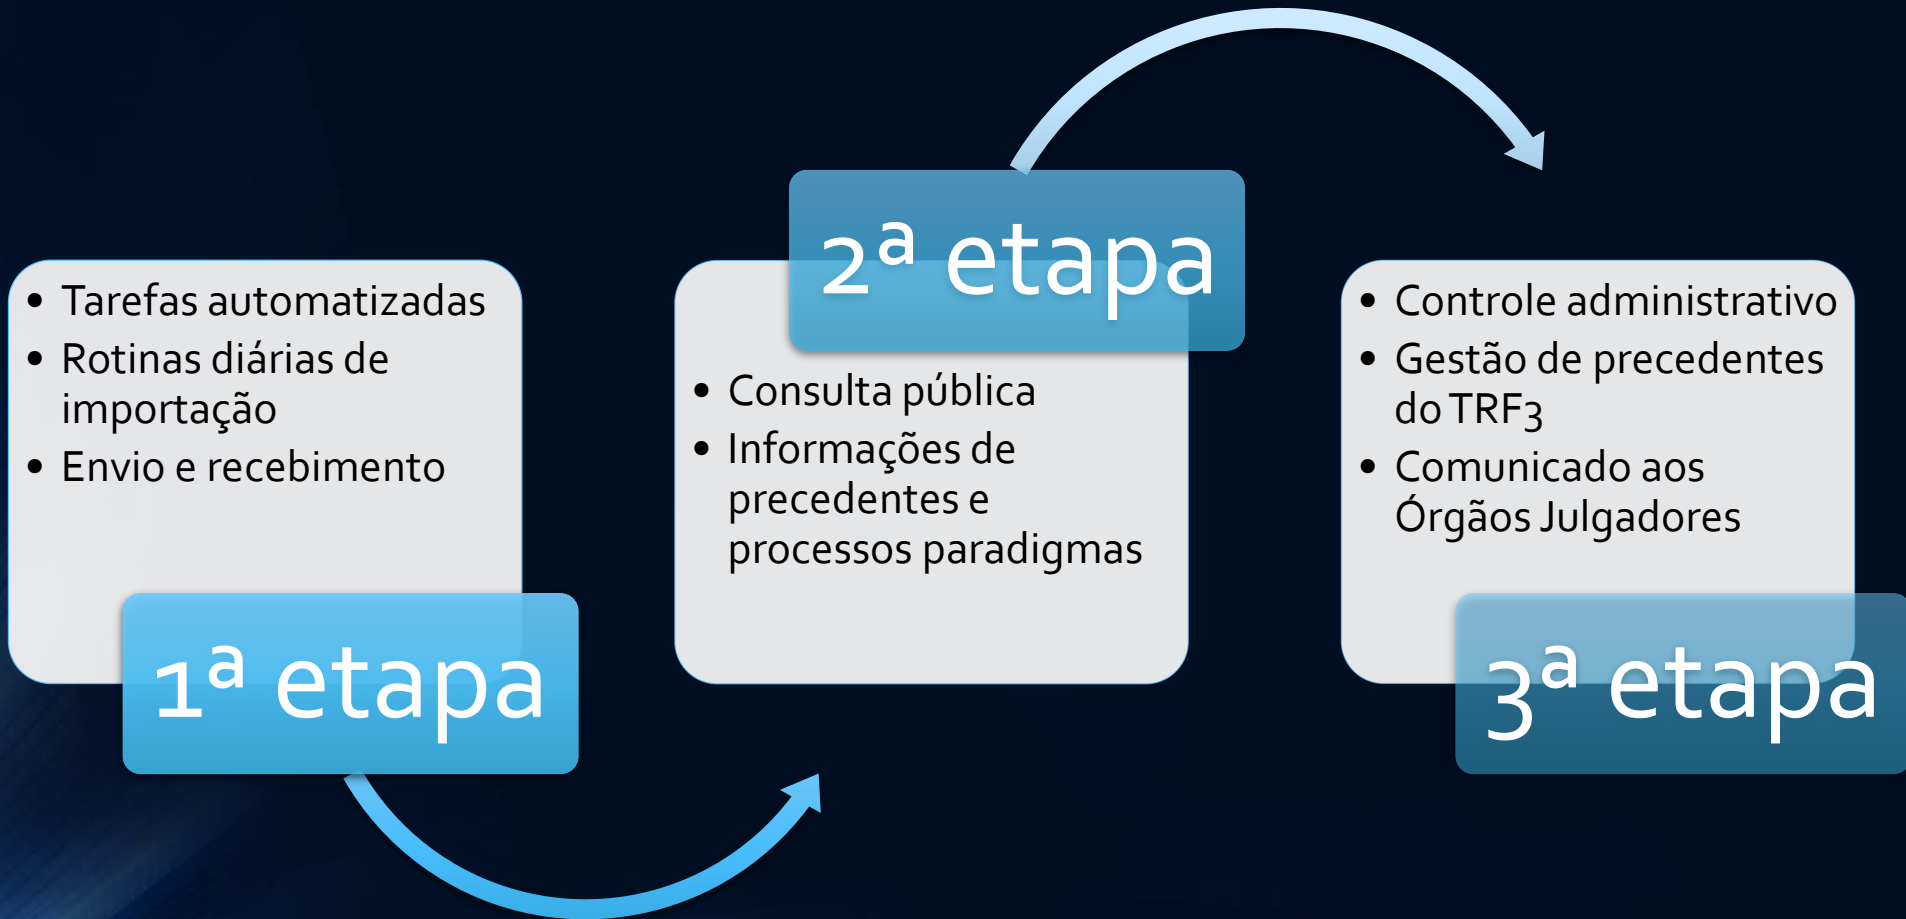 • Tarefas automatizadas
• Rotinas diárias de
importação
• Envio e recebimento
1ª etapa
2ª etapa
• Consulta pública
• Informações de
precedentes e
processos paradigmas
• Controle administrativo
• Gestão de precedentes
do TRF3
• Comunicado aos
Órgãos Julgadores
3ª etapa